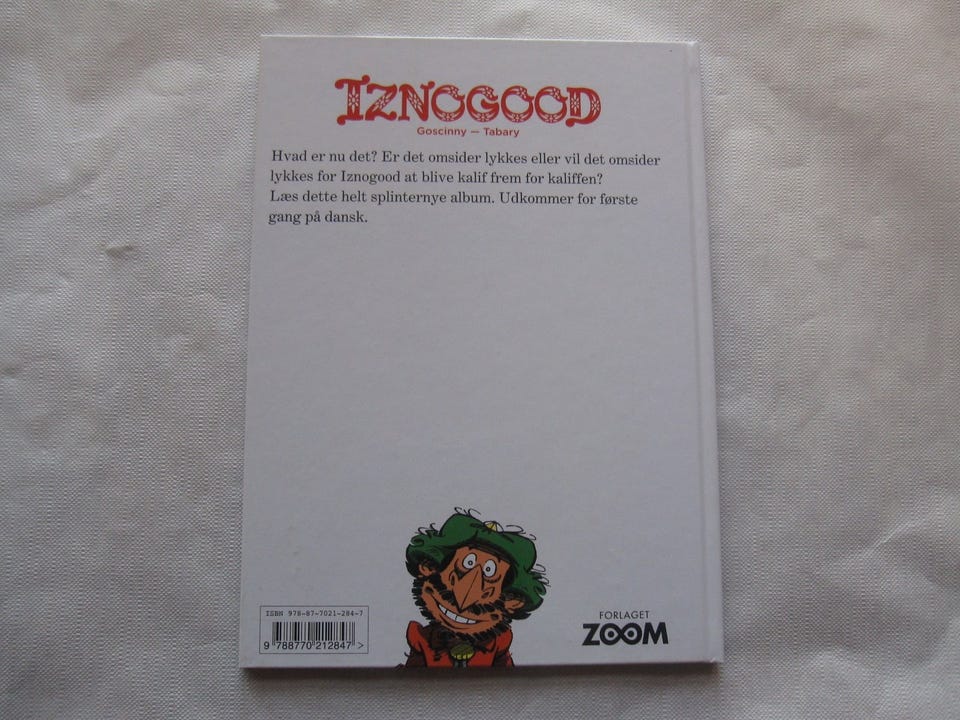 IZNOGOOD
Goscinny — Tabary
Hvad er nu det? Er det omsider lykkes eller vil det omsider
lykkes for Iznogood at blive kalif frem for kaliffen?
Læs dette helt splinternye album. Udkommer for første
gang på dansk.
ISBN 978-87-7021-284-7
9 788770 212847 >
FORLAGET
ZOOM